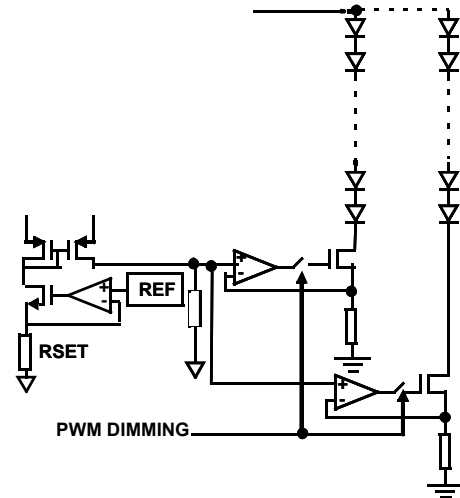 +
-
+
-
REF
RSET
+
-
PWM DIMMING